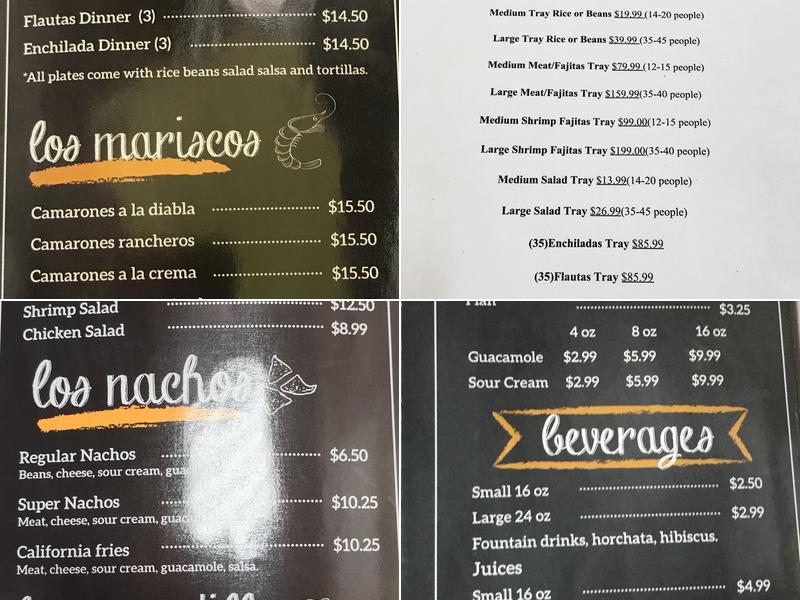 Flautas Dinner (3) $14.50
Enchilada Dinner (3) $14.50
*All plates come with rice beans salad salsa and tortillas.
los mariscos
Camarones a la diabla $15.50
Camarones rancheros $15.50
Camarones a la crema $15.50
Medium Tray Rice or Beans $19.99 (14-20 people)
Large Tray Rice or Beans $39.99 (35-45 people)
Medium Meat/Fajitas Tray $79.99 (12-15 people)
Large Meat/Fajitas Tray $159.99(35-40 people)
Medium Shrimp Fajitas Tray $99.00(12-15 people)
Large Shrimp Fajitas Tray $199.00(35-40 people)
Medium Salad Tray $13.99(14-20 people)
Large Salad Tray $26.99(35-45 people)
(35)Enchiladas Tray $85.99
(35)Flautas Tray $85.99
Shrimp Salad $12.50
Chicken Salad $8.99
los nachos
Regular Nachos $6.50
Beans, cheese, sour cream,
Super Nachos $10.25
Meat, cheese, sour cream,
California fries $10.25
Meat, cheese, sour cream, guacamole, salsa.
$3.25
4 oz 8 oz 16 oz
Guacamole $2.99 $5.99 $9.99
Sour Cream $2.99 $5.99 $9.99
beverages
Small 16 oz $2.50
Large 24 oz $2.99
Fountain drinks, horchata, hibiscus.
Juices
Small 16 oz $4.99